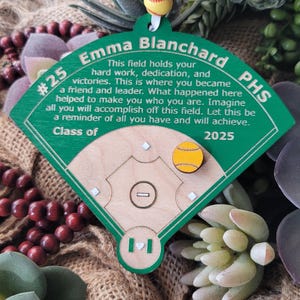 #25 Emma Blanchard PHS
This field holds your
hard work, dedication, and
victories. This is where you became
a friend and leader. What happened here
helped to make you who you are. Imagine
all you will accomplish off this field. Let this be
a reminder of all you have and will achieve.
Class of 2025